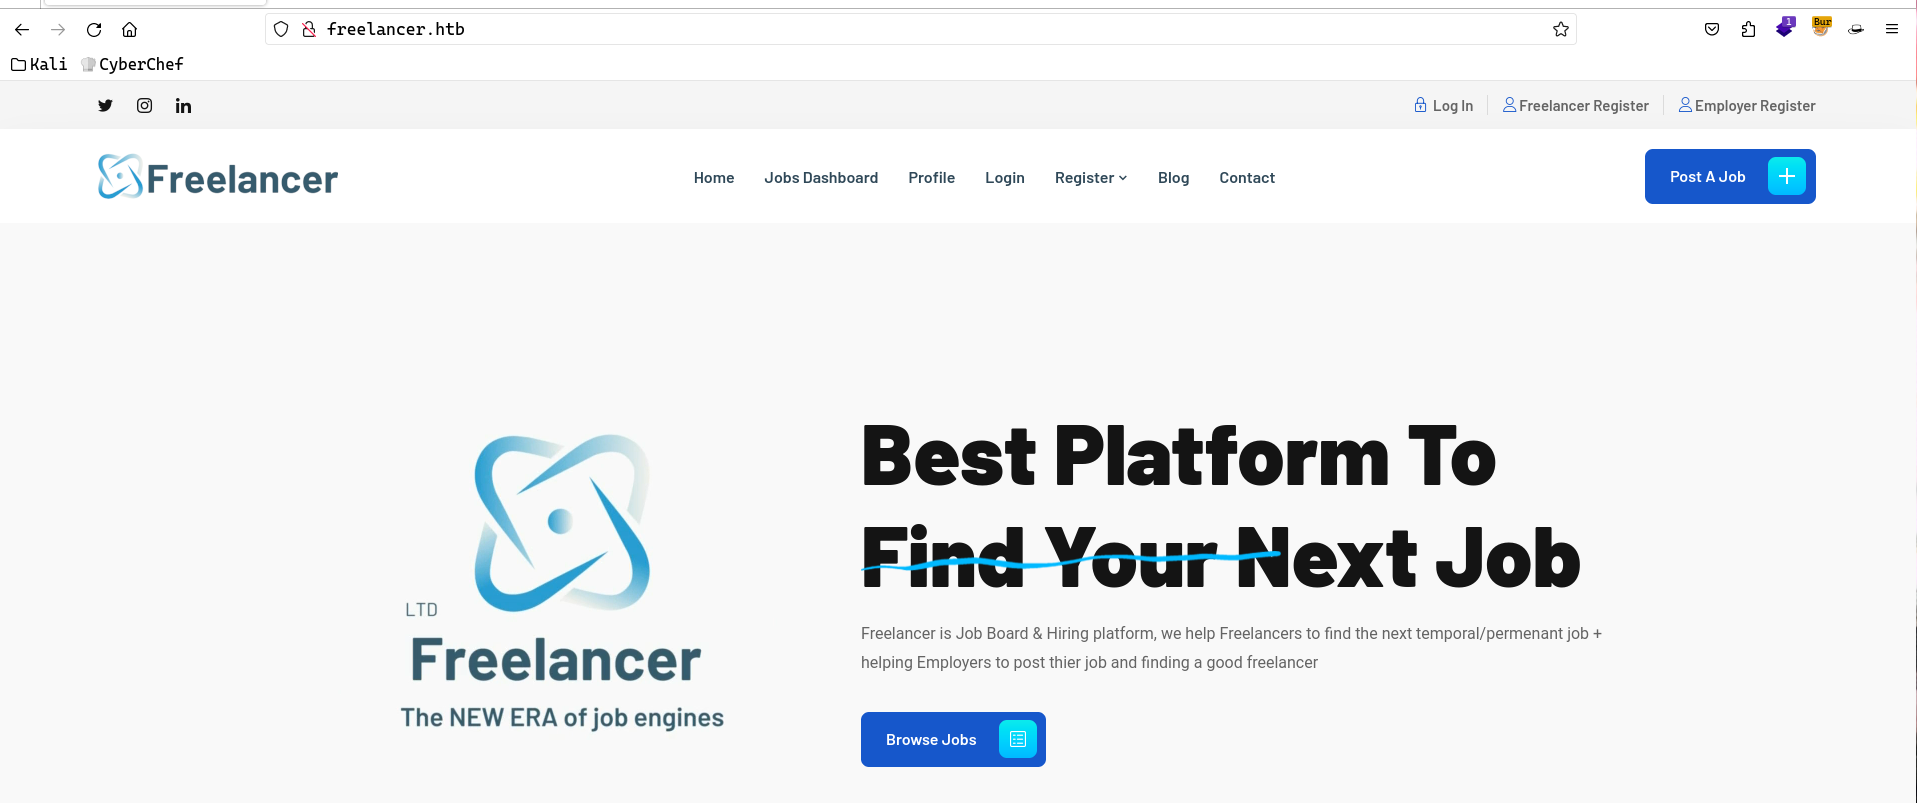 freelancer.htb
1
Bur
Kali CyberChef
Log In Freelancer Register Employer Register
Freelancer
Home Jobs Dashboard Profile Login Register Blog Contact
Post A Job
LTD
Freelancer
The NEW ERA of job engines
Best Platform To
Find Your Next Job
Freelancer is Job Board & Hiring platform, we help Freelancers to find the next temporal/permenant job +
helping Employers to post thier job and finding a good freelancer
Browse Jobs